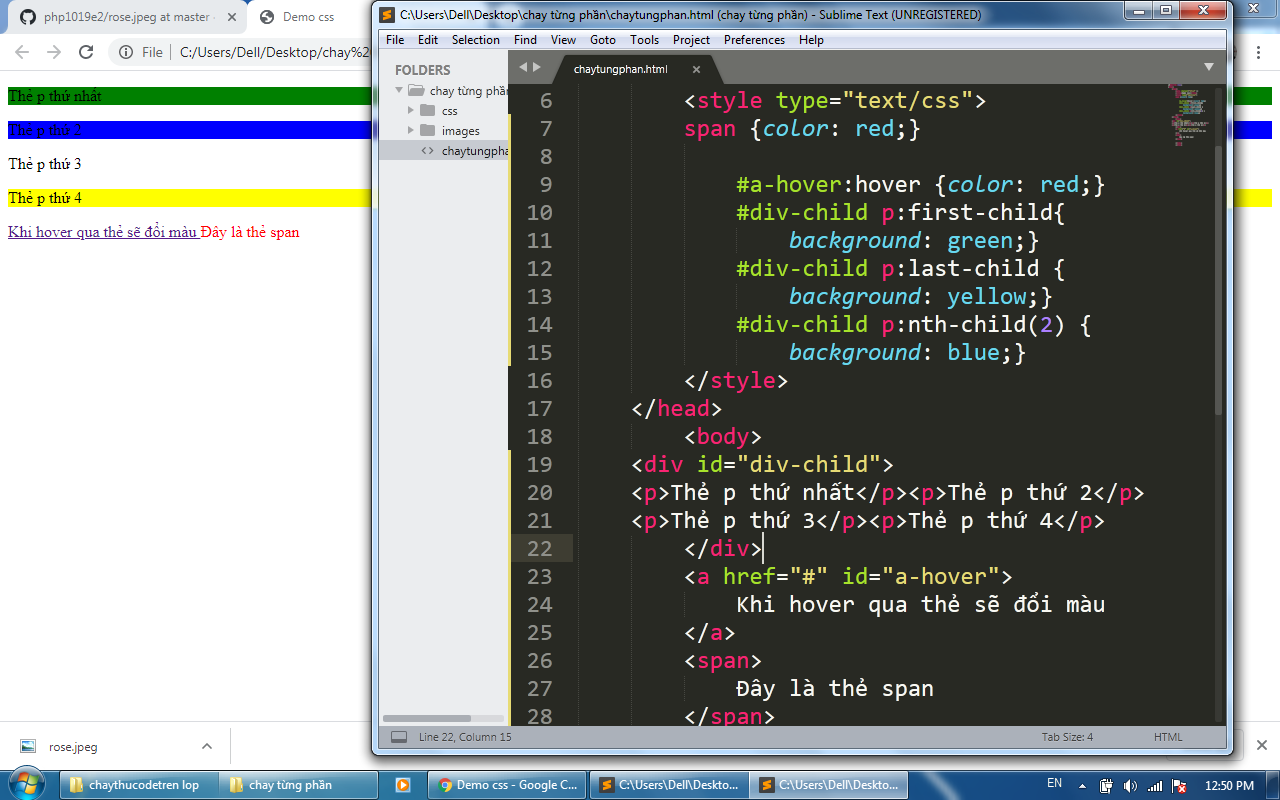 php1019e2/rose.jpeg at master
Demo css
File
C:/Users/Dell/Desktop/chay%2
Thẻ p thứ nhất
Thẻ p thứ 2
Thẻ p thứ 3
Thẻ p thứ 4
Khi hover qua thẻ sẽ đổi màu Đây là thẻ span
rose.jpeg
C:\Users\Dell\Desktop\chay từng phần\chaytungphan.html (chay từng phần) - Sublime Text (UNREGISTERED)
File Edit Selection Find View Goto Tools Project Preferences Help
FOLDERS
chay từng phần
css
images
chaytungpha
chaytungphan.html
6 <style type="text/css">
7 span {color: red;}
8
9 #a-hover:hover {color: red;}
10 #div-child p:first-child{
11 background: green;}
12 #div-child p:last-child {
13 background: yellow;}
14 #div-child p:nth-child(2) {
15 background: blue;}
16 </style>
17 </head>
18 <body>
19 <div id="div-child">
20 <p>Thẻ p thứ nhất</p><p>Thẻ p thứ 2</p>
21 <p>Thẻ p thứ 3</p><p>Thẻ p thứ 4</p>
22 </div>
23 <a href="#" id="a-hover">
24 Khi hover qua thẻ sẽ đổi màu
25 </a>
26 <span>
27 Đây là thẻ span
28 </span>
Line 22, Column 15
Tab Size: 4
HTML
chaythucodetren lop
chay từng phần
Demo css - Google C...
C:\Users\Dell\Deskto...
C:\Users\Dell\Deskto...
EN
12:50 PM